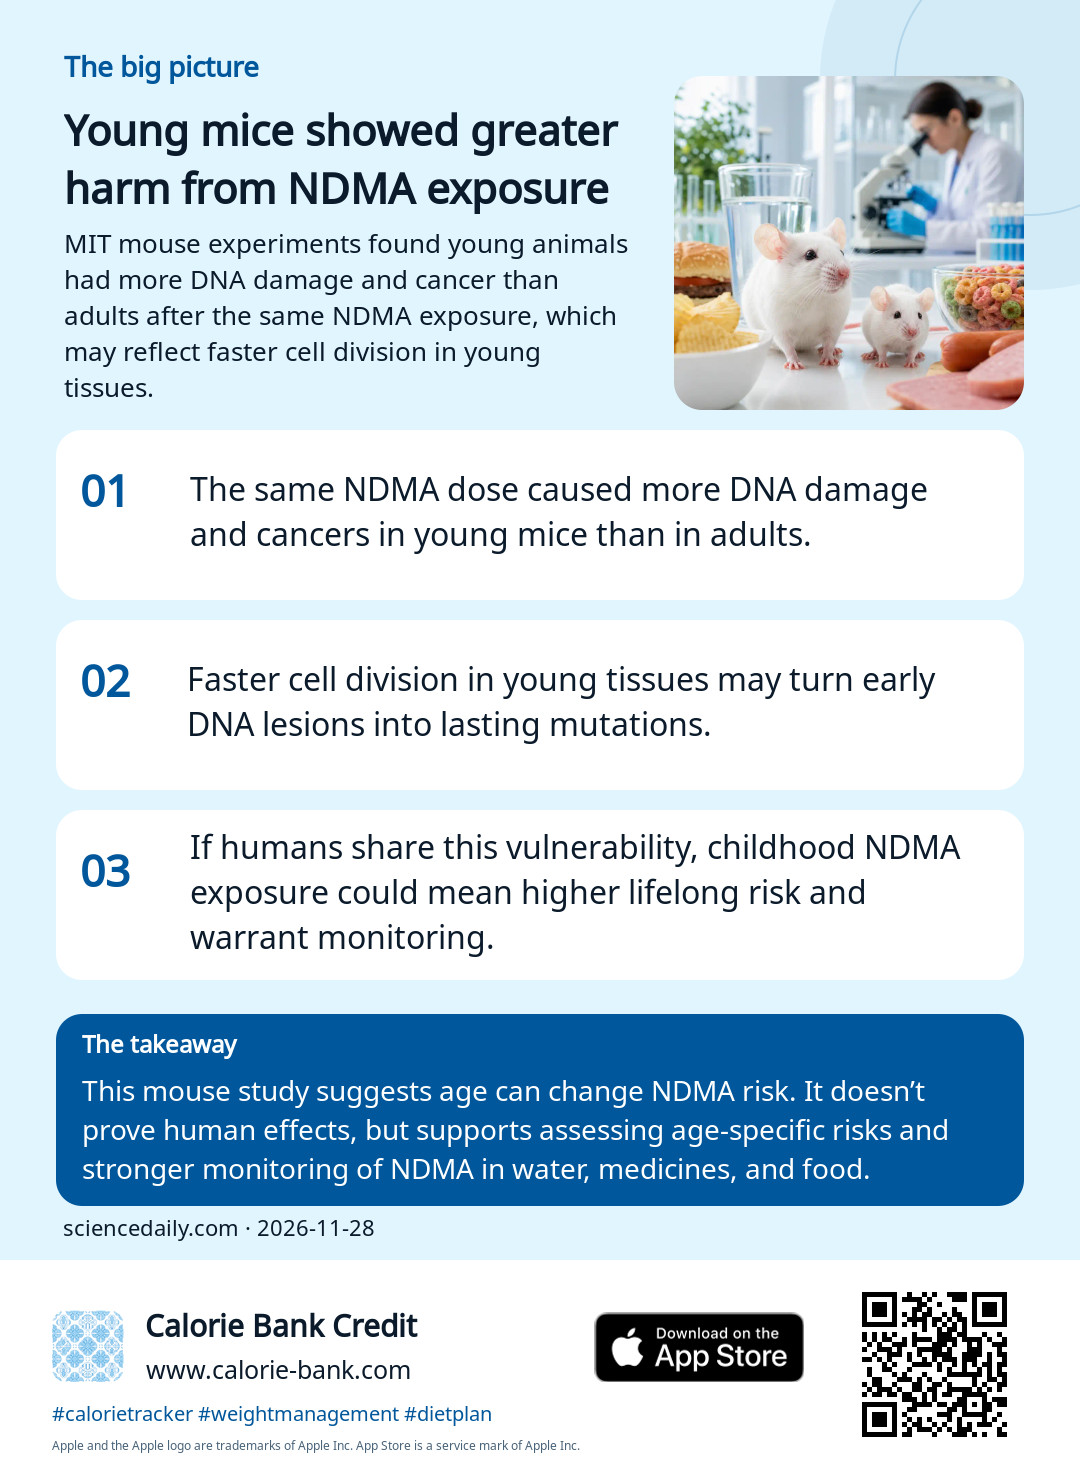 The big picture
Young mice showed greater
harm from NDMA exposure
MIT mouse experiments found young animals
had more DNA damage and cancer than
adults after the same NDMA exposure, which
may reflect faster cell division in young
tissues.
01
The same NDMA dose caused more DNA damage
and cancers in young mice than in adults.
02
Faster cell division in young tissues may turn early
DNA lesions into lasting mutations.
03
If humans share this vulnerability, childhood NDMA
exposure could mean higher lifelong risk and
warrant monitoring.
The takeaway
This mouse study suggests age can change NDMA risk. It doesn’t
prove human effects, but supports assessing age-specific risks and
stronger monitoring of NDMA in water, medicines, and food.
sciencedaily.com · 2026-11-28
Calorie Bank Credit
www.calorie-bank.com
Download on the
App Store
#calorietracker #weightmanagement #dietplan
Apple and the Apple logo are trademarks of Apple Inc. App Store is a service mark of Apple Inc.